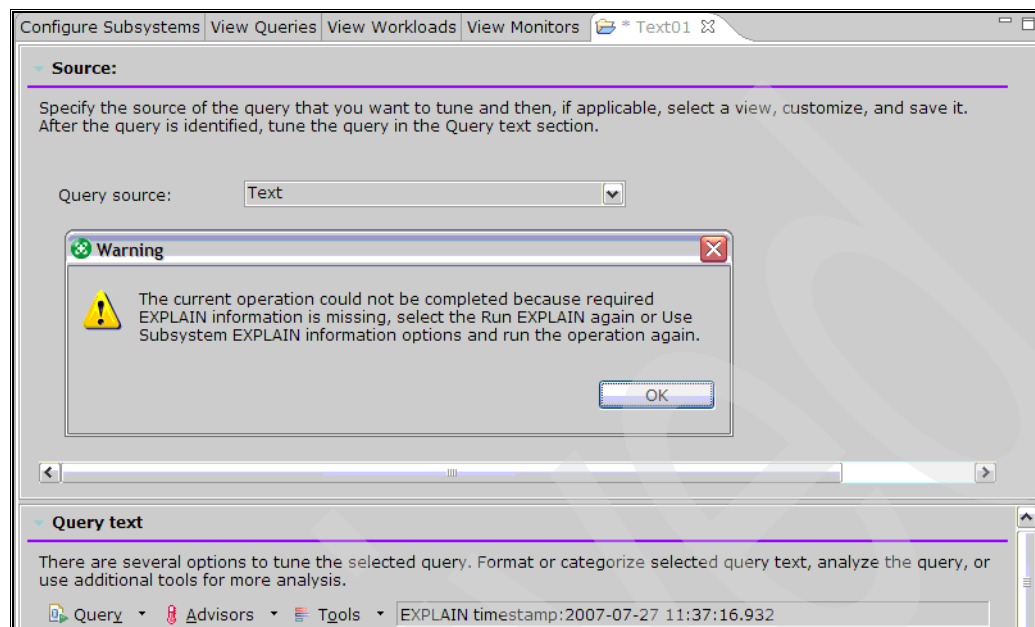 Configure Subsystems View Queries View Workloads View Monitors * Text01
Source:
Specify the source of the query that you want to tune and then, if applicable, select a view, customize, and save it.
After the query is identified, tune the query in the Query text section.
Query source: Text
Warning
The current operation could not be completed because required
EXPLAIN information is missing, select the Run EXPLAIN again or Use
Subsystem EXPLAIN information options and run the operation again.
OK
Query text
There are several options to tune the selected query. Format or categorize selected query text, analyze the query, or
use additional tools for more analysis.
Query Advisors Tools EXPLAIN timestamp:2007-07-27 11:37:16.932